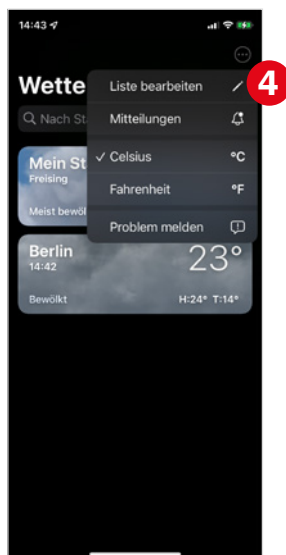 14:43
Wette
Liste bearbeiten
4
Nach St
Mitteilungen
Mein St
Freising
✓ Celsius °C
Fahrenheit °F
Meist bewöl
Problem melden
Berlin
14:42
23°
Bewölkt
H:24° T:14°